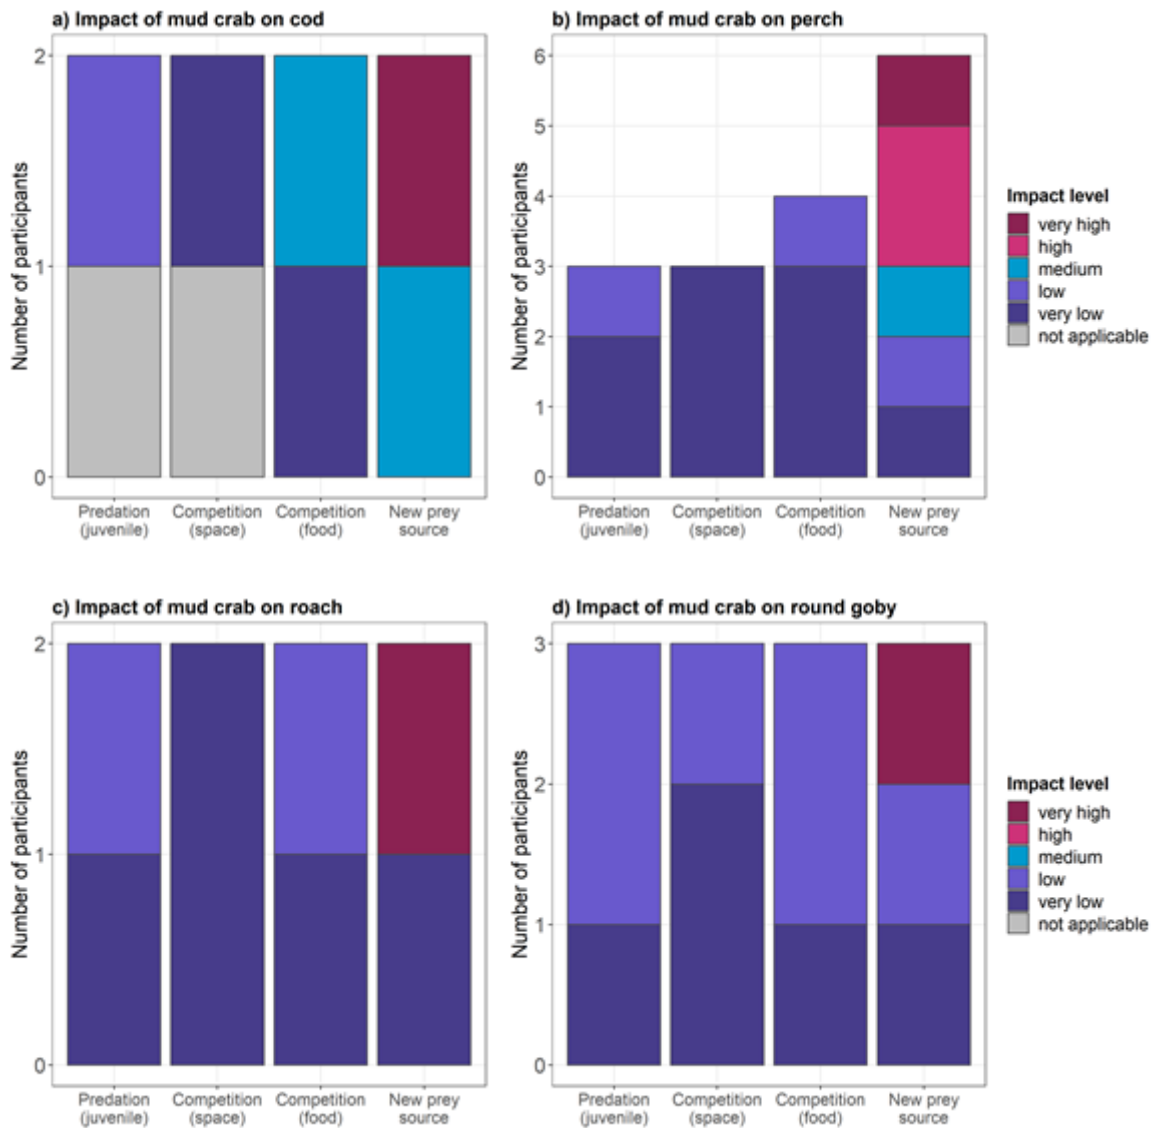 a) Impact of mud crab on cod
Number of participants
2
1
0
Predation
(juvenile)
Competition
(space)
Competition
(food)
New prey
source
b) Impact of mud crab on perch
Number of participants
6
5
4
3
2
1
0
Predation
(juvenile)
Competition
(space)
Competition
(food)
New prey
source
Impact level
very high
high
medium
low
very low
not applicable
c) Impact of mud crab on roach
Number of participants
2
1
0
Predation
(juvenile)
Competition
(space)
Competition
(food)
New prey
source
d) Impact of mud crab on round goby
Number of participants
3
2
1
0
Predation
(juvenile)
Competition
(space)
Competition
(food)
New prey
source
Impact level
very high
high
medium
low
very low
not applicable